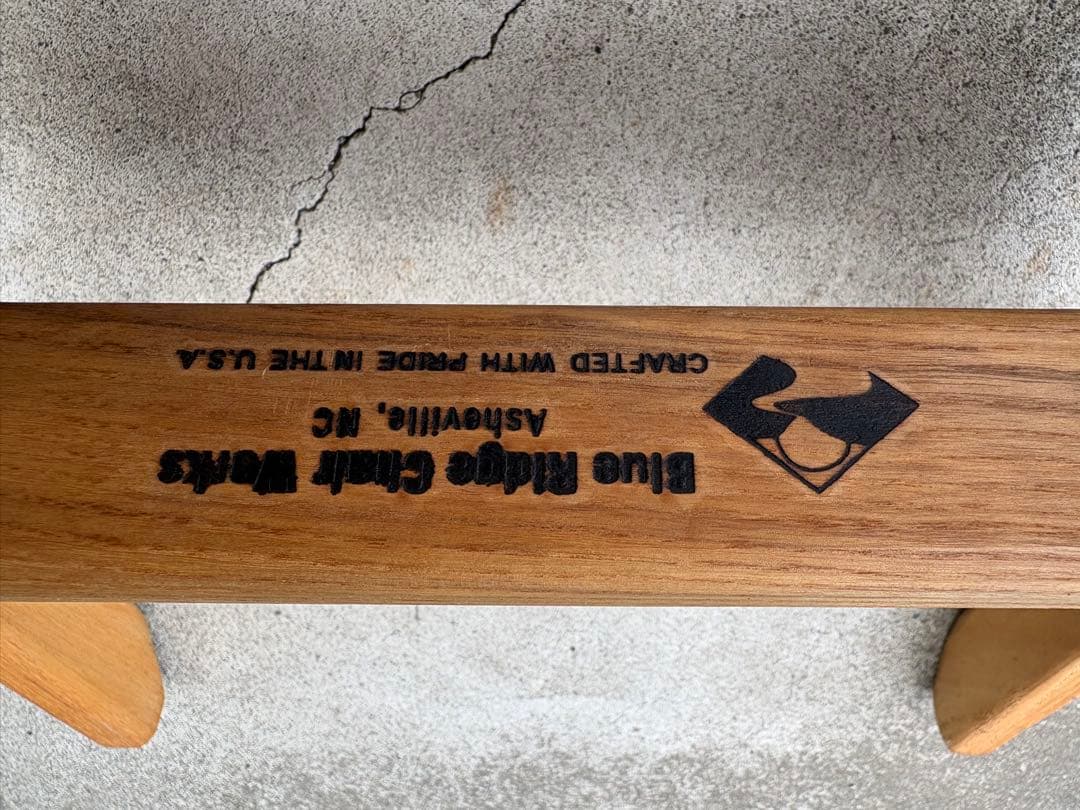 Blue Ridge Chair Works
Asheville, NC
CRAFTED WITH PRIDE IN THE U.S.A